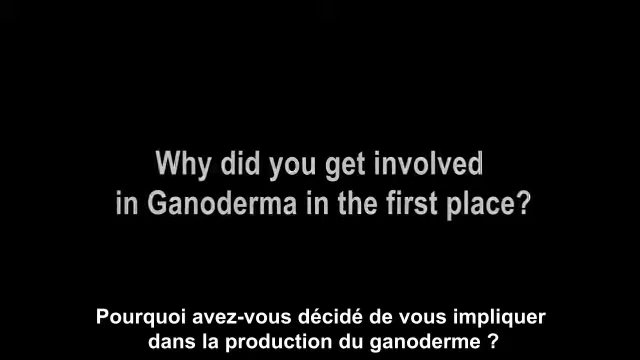 Why did you get involved
in Ganoderma in the first place?
Pourquoi avez-vous décidé de vous impliquer
dans la production du ganoderme ?